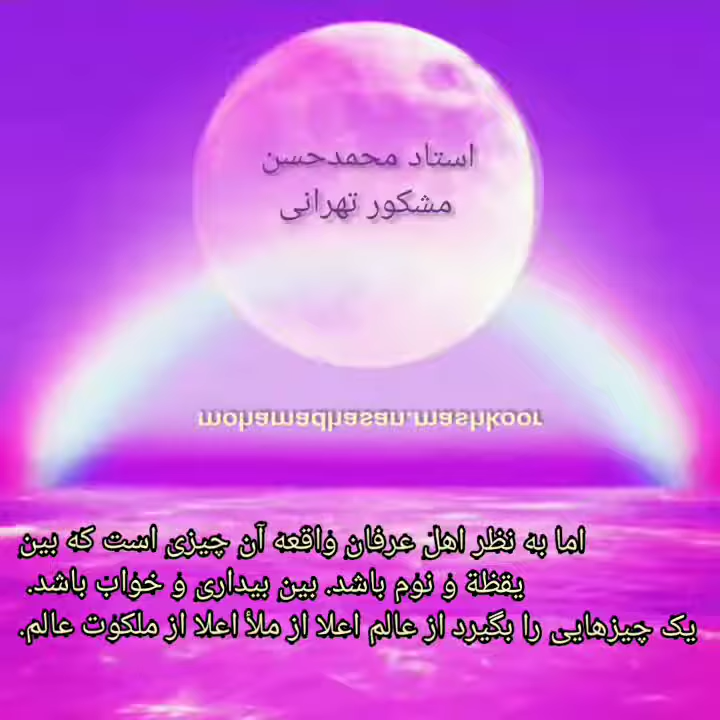 استاد محمدحسن
مشکور تهرانی
mohamadhasan.mashkoor
اما به نظر اهل عرفان واقعه آن چیزی است که بین
یقظة و نوم باشد. بین بیداری و خواب باشد.
یک چیزهایی را بگیرد از عالم اعلا از ملأ اعلا از ملکوت عالم.